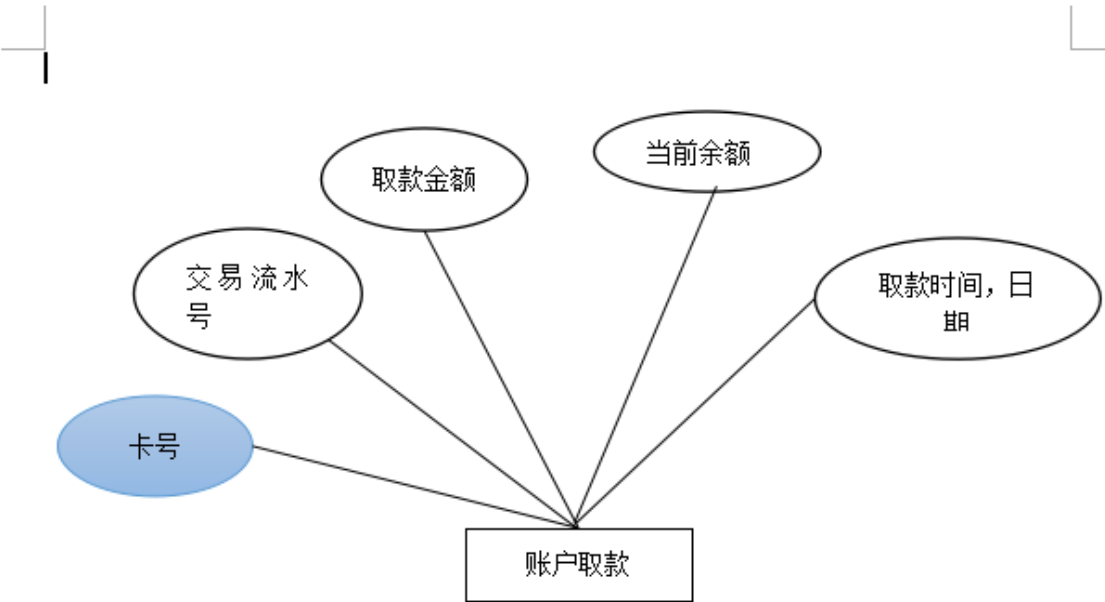 当前余额
取款金额
取款时间，日
期
交易流水
号
卡号
账户取款